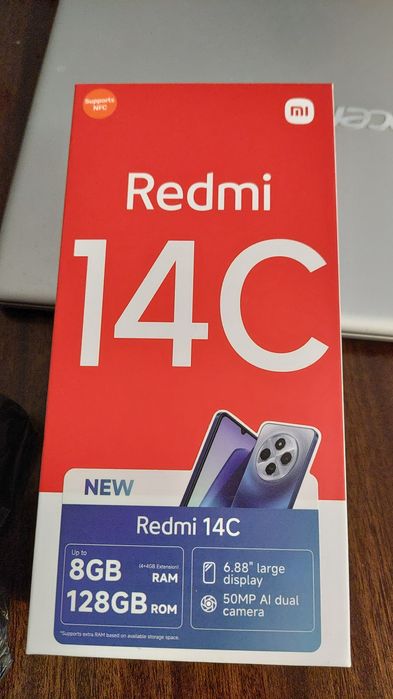 Supports
NFC
mi
acer
Redmi
14C
NEW
Redmi 14C
Up to
8GB (4+4GB Extension) RAM
128GB ROM
6.88" large
display
50MP AI dual
camera
*Supports extra RAM based on available storage space.